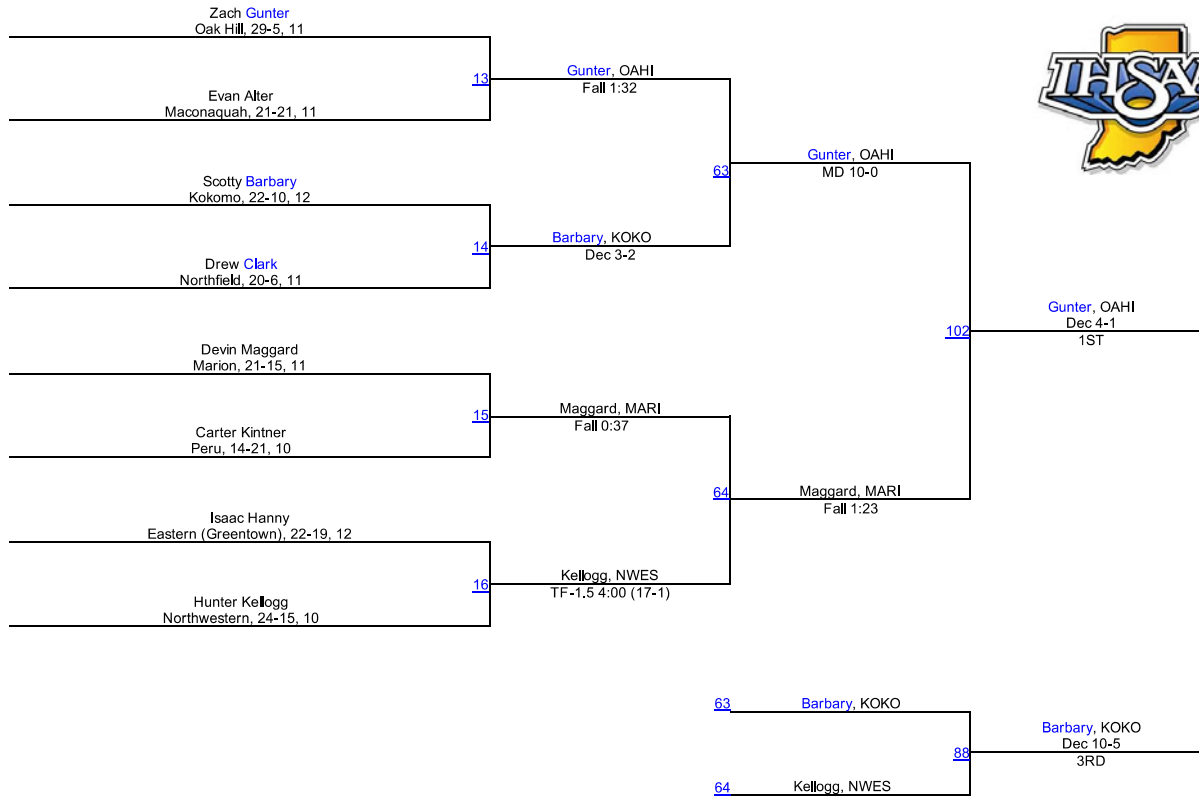 Zach Gunter
Oak Hill, 29-5, 11
13
Gunter, OAHI
Fall 1:32
Evan Alter
Maconaquah, 21-21, 11
63
Gunter, OAHI
MD 10-0
Scotty Barbary
Kokomo, 22-10, 12
14
Barbary, KOKO
Dec 3-2
Drew Clark
Northfield, 20-6, 11
102
Gunter, OAHI
Dec 4-1
1ST
Devin Maggard
Marion, 21-15, 11
15
Maggard, MARI
Fall 0:37
Carter Kintner
Peru, 14-21, 10
64
Maggard, MARI
Fall 1:23
Isaac Hanny
Eastern (Greentown), 22-19, 12
16
Kellogg, NWES
TF-1.5 4:00 (17-1)
Hunter Kellogg
Northwestern, 24-15, 10
63
Barbary, KOKO
88
Barbary, KOKO
Dec 10-5
3RD
64
Kellogg, NWES
IHSAA